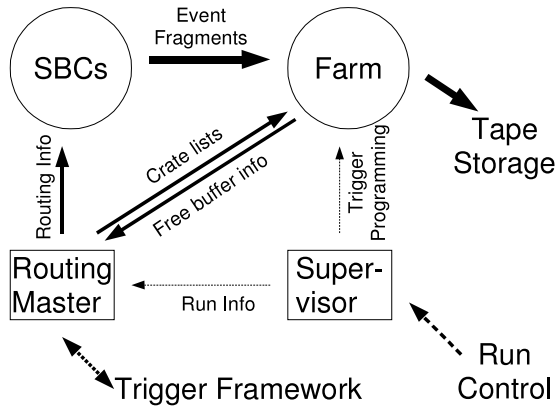 Event
Fragments
SBCs
Farm
Tape
Storage
Routing Info
Crate lists
Free buffer info
Trigger
Programming
Routing
Master
Run Info
Super-
visor
Run
Control
Trigger Framework